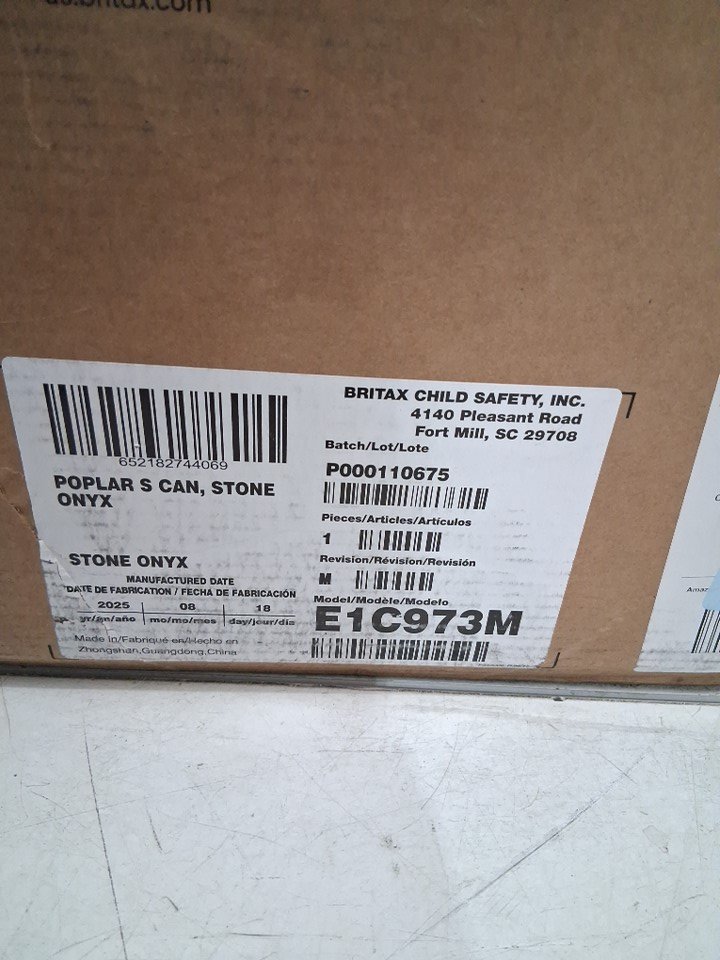 652182744069
POPLAR S CAN, STONE
ONYX
STONE ONYX
MANUFACTURED DATE
DATE DE FABRICATION / FECHA DE FABRICACIÓN
2025 08 18
yr/an/año mo/mo/mes day/jour/día
Made in/Fabriqué en/Hecho en
Zhongshan,Guangdong,China
BRITAX CHILD SAFETY, INC.
4140 Pleasant Road
Fort Mill, SC 29708
Batch/Lot/Lote
P000110675
Pieces/Articles/Artículos
1
Revision/Révision/Revisión
M
Model/Modèle/Modelo
E1C973M